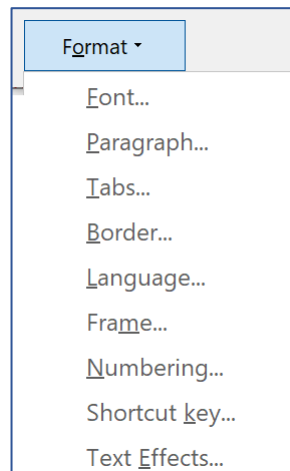 Format
Font...
Paragraph...
Tabs...
Border...
Language...
Frame...
Numbering...
Shortcut key...
Text Effects...